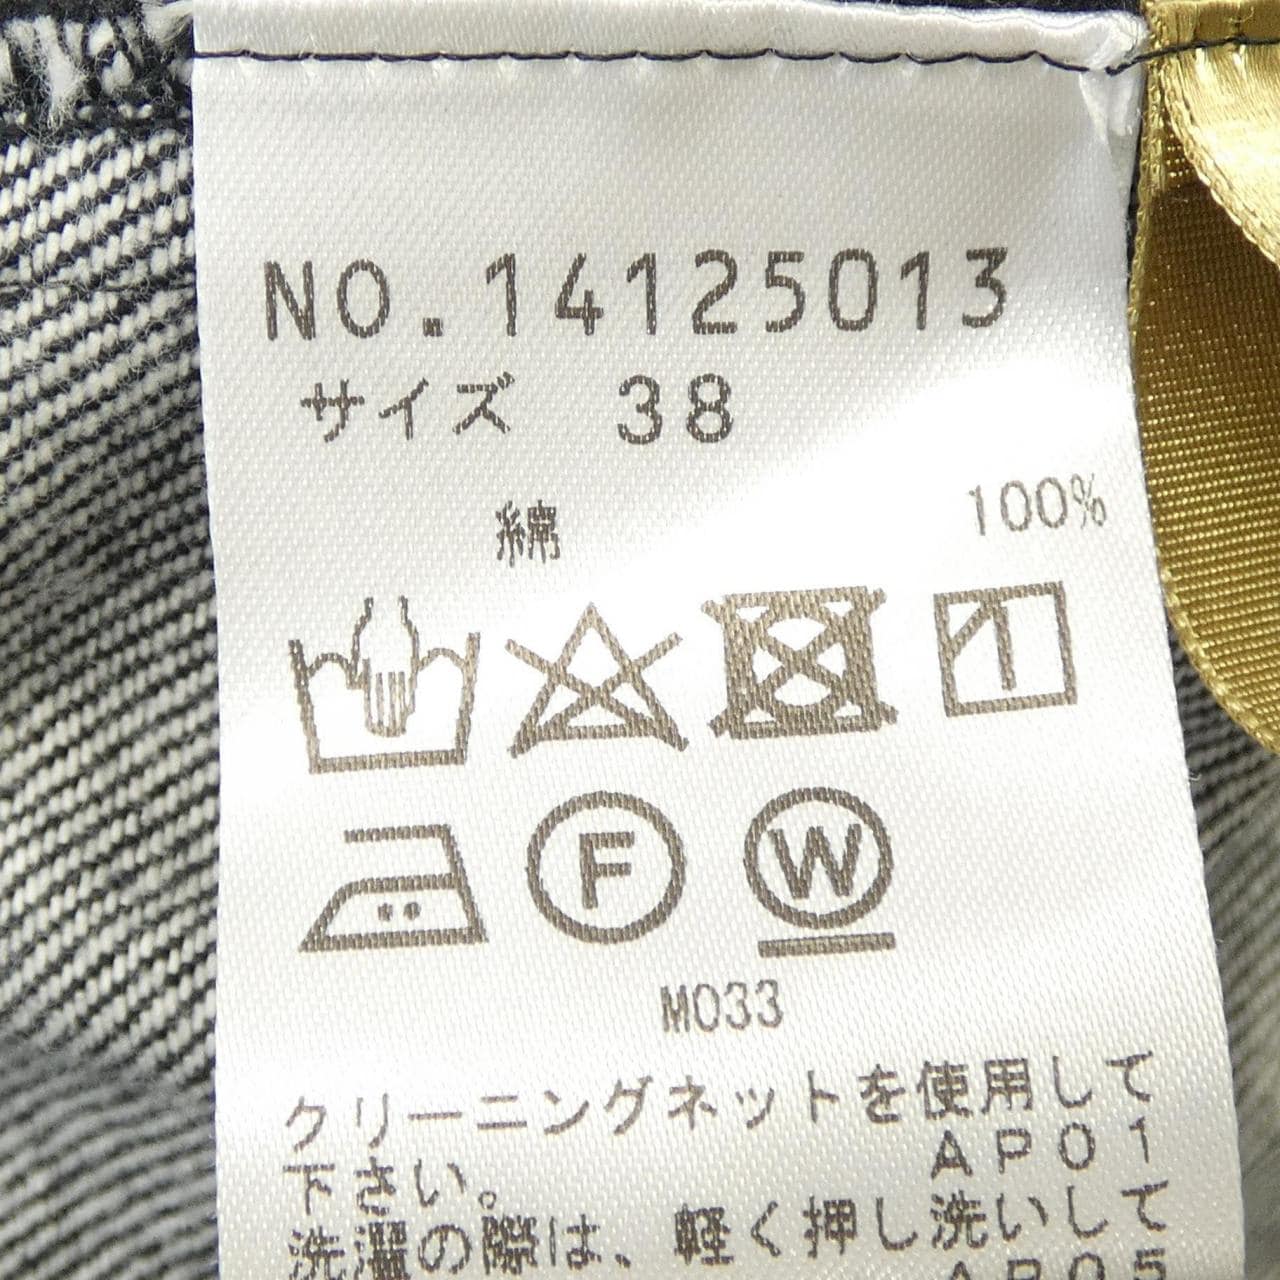 NO.14125013
サイズ 38
綿 100%
F W
M033
クリーニングネットを使用して
下さい。 AP01
洗濯の際は、軽く押し洗いして
AP05